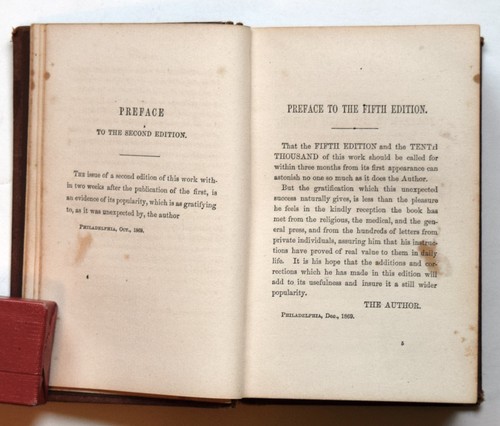 PREFACE
TO THE SECOND EDITION.
The issue of a second edition of this work with-
in two weeks after the publication of the first, is
an evidence of its popularity, which is as gratifying
to, as it was unexpected by, the author
Philadelphia, Oct., 1869.
PREFACE TO THE FIFTH EDITION.
That the FIFTH EDITION and the TENTH
THOUSAND of this work should be called for
within three months from its first appearance can
astonish no one so much as it does the Author.
But the gratification which this unexpected
success naturally gives, is less than the pleasure
he feels in the kindly reception the book has
met from the religious, the medical, and the gen-
eral press, and from the hundreds of letters from
private individuals, assuring him that his instruc-
tions have proved of real value to them in daily
life. It is his hope that the additions and cor-
rections which he has made in this edition will
add to its usefulness and insure it a still wider
popularity.
THE AUTHOR.
Philadelphia, Dec., 1869.
5